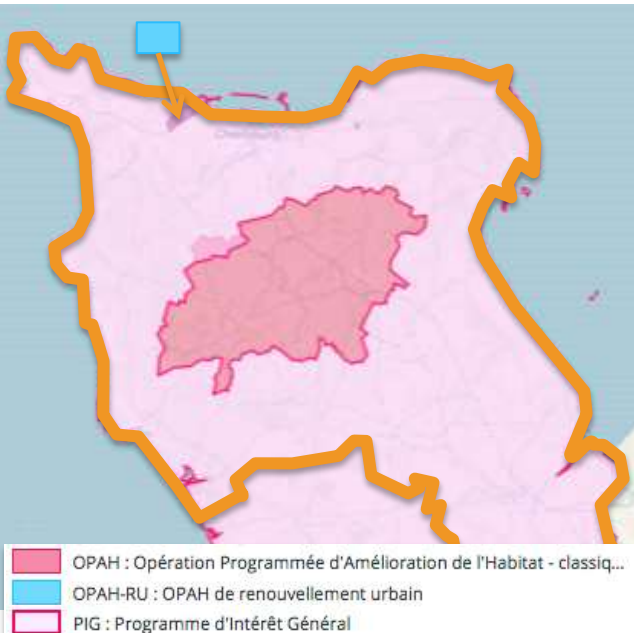 OPAH : Opération Programmée d'Amélioration de l'Habitat - classiq...
OPAH-RU : OPAH de renouvellement urbain
PIG : Programme d'Intérêt Général